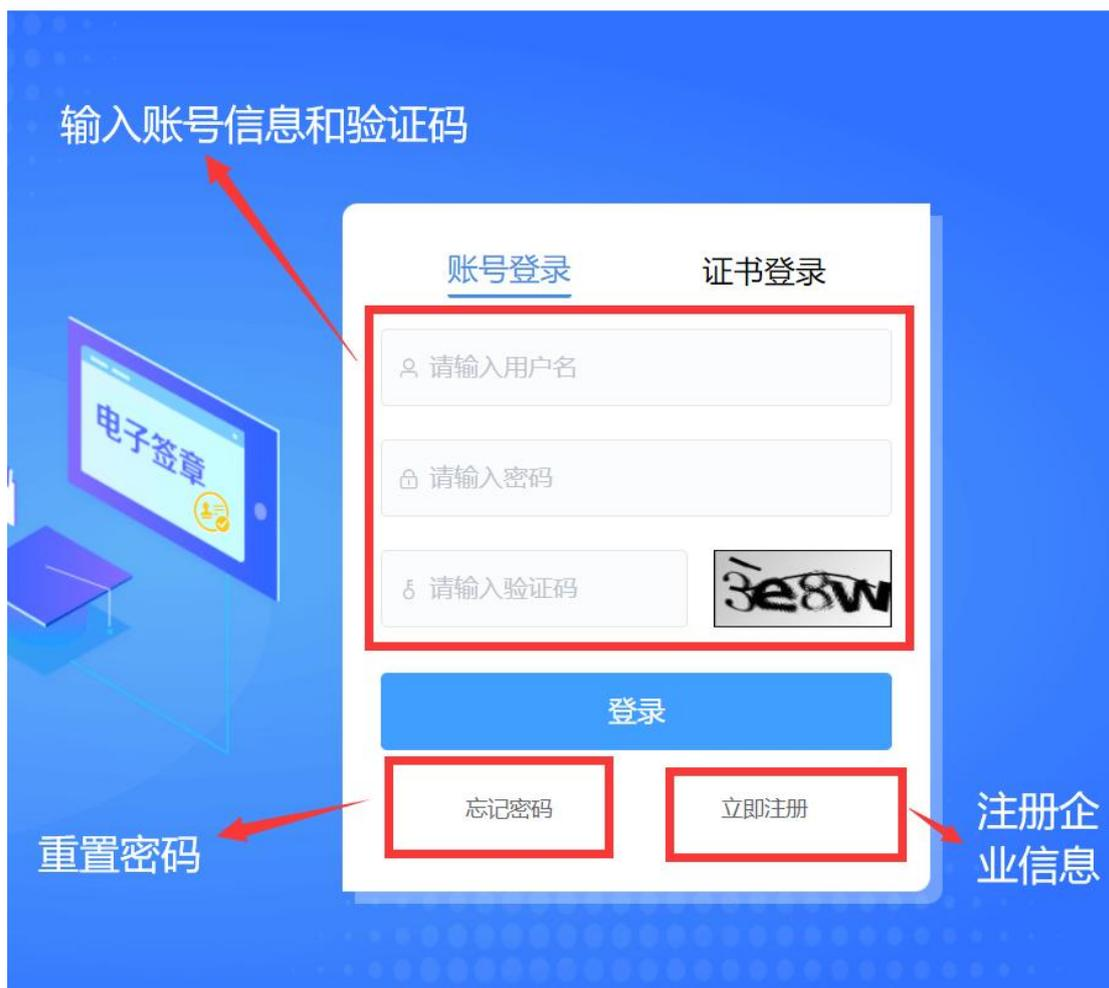 输入账号信息和验证码
账号登录
证书登录
请输入用户名
电子签章
请输入密码
请输入验证码
3e8w
登录
忘记密码
立即注册
重置密码
注册企
业信息